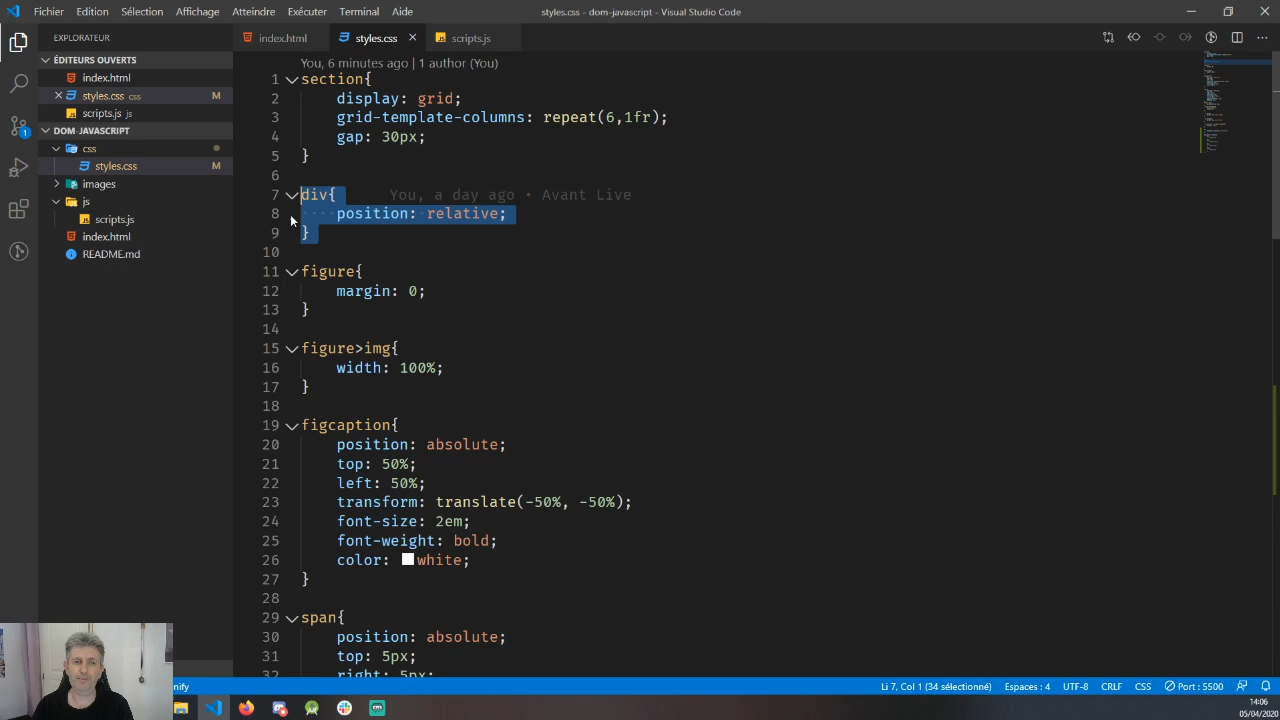 Fichier Edition Sélection Affichage Atteindre Exécuter Terminal Aide styles.css - dom-javascript - Visual Studio Code
EXPLORATEUR
index.html styles.css scripts.js
ÉDITEURS OUVERTS
index.html
styles.css css M
scripts.js js
DOM-JAVASCRIPT
css
styles.css M
images
js
scripts.js
index.html
README.md
1
You, 6 minutes ago | 1 author (You)
1 section{
2 display: grid;
3 grid-template-columns: repeat(6,1fr);
4 gap: 30px;
5 }
6
7 div{ You, a day ago • Avant Live
8 ····position:·relative;
9 }
10
11 figure{
12 margin: 0;
13 }
14
15 figure>img{
16 width: 100%;
17 }
18
19 figcaption{
20 position: absolute;
21 top: 50%;
22 left: 50%;
23 transform: translate(-50%, -50%);
24 font-size: 2em;
25 font-weight: bold;
26 color: white;
27 }
28
29 span{
30 position: absolute;
31 top: 5px;
32 right: 5px;
nify Li 7, Col 1 (34 sélectionné) Espaces : 4 UTF-8 CRLF CSS Port : 5500
14:06
05/04/2020